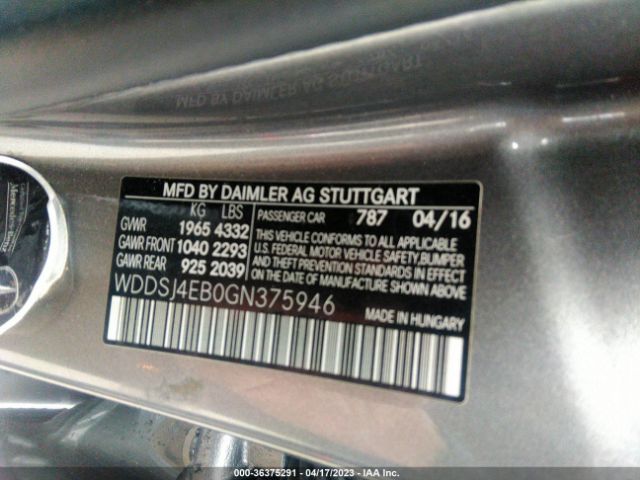 MFD BY DAIMLER AG STUTTGART
KG LBS
GVWR 1965 4332
GAWR FRONT 1040 2293
GAWR REAR 925 2039
PASSENGER CAR 787 04/16
THIS VEHICLE CONFORMS TO ALL APPLICABLE
U.S. FEDERAL MOTOR VEHICLE SAFETY, BUMPER,
AND THEFT PREVENTION STANDARDS IN EFFECT
ON THE DATE OF MANUFACTURE SHOWN ABOVE.
WDDSJ4EB0GN375946
MADE IN HUNGARY
000-36375291 - 04/17/2023 - IAA Inc.